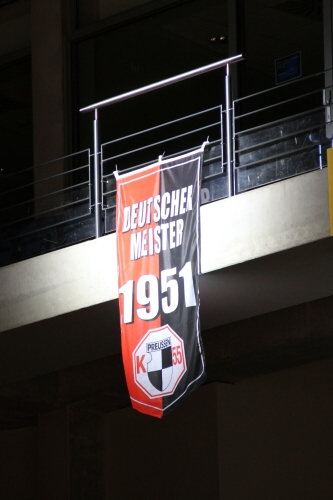 DEUTSCHER
MEISTER
1951
PREUSSEN
K 55